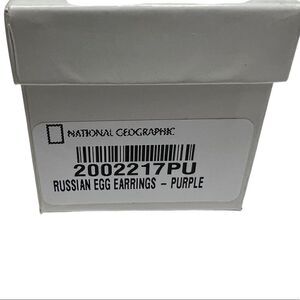 NATIONAL GEOGRAPHIC
2002217PU
RUSSIAN EGG EARRINGS - PURPLE